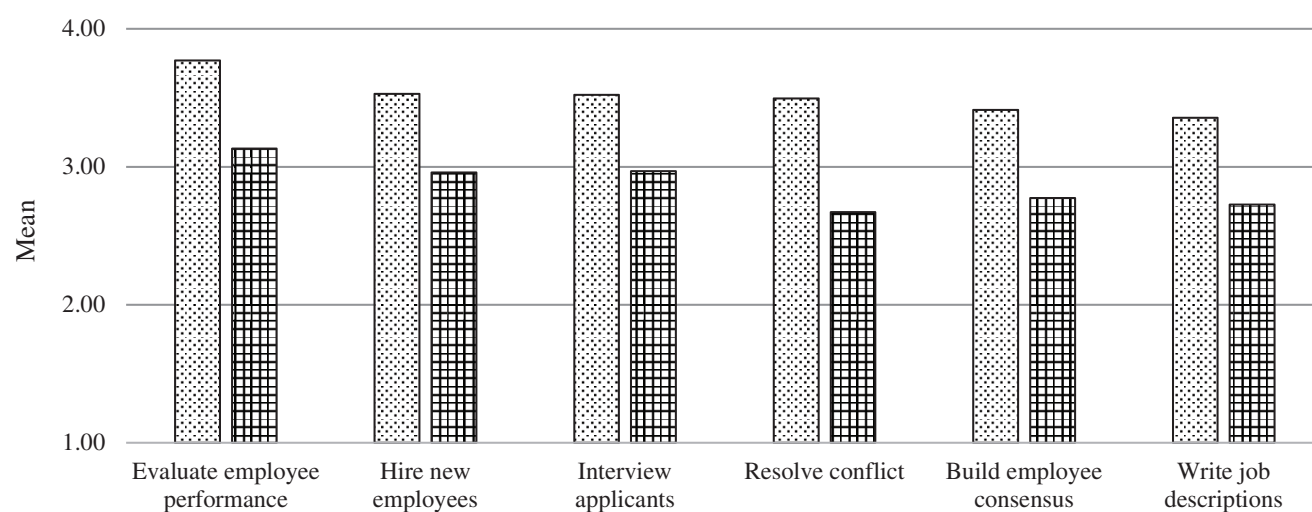 4.00
3.00
2.00
1.00
Mean
Evaluate employee
performance
Hire new
employees
Interview
applicants
Resolve conflict
Build employee
consensus
Write job
descriptions